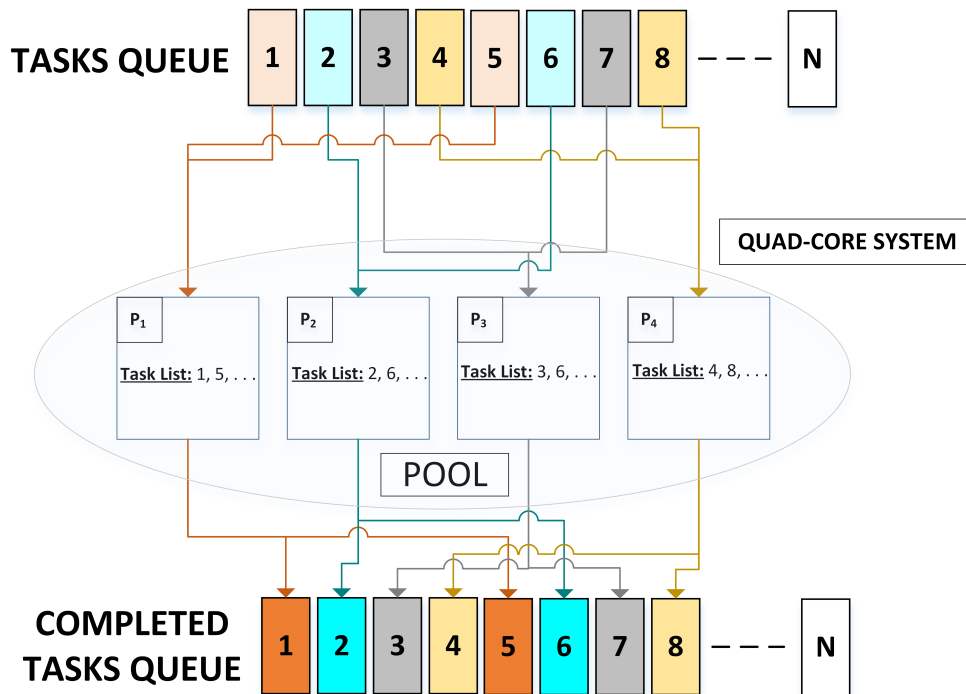 TASKS QUEUE
1 2 3 4 5 6 7 8 N
QUAD-CORE SYSTEM
P1 P2 P3 P4
Task List: 1, 5, . . . Task List: 2, 6, . . . Task List: 3, 6, . . . Task List: 4, 8, . . .
POOL
COMPLETED
TASKS QUEUE
1 2 3 4 5 6 7 8 N